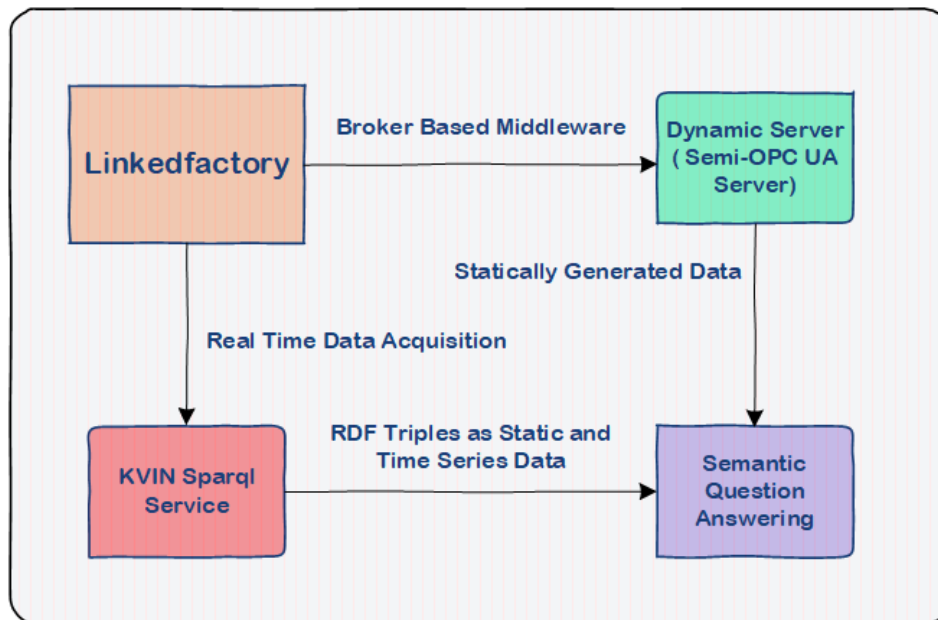 Linkedfactory
Broker Based Middleware
Dynamic Server
( Semi-OPC UA
Server)
Statically Generated Data
Real Time Data Acquisition
KVIN Sparql
Service
RDF Triples as Static and
Time Series Data
Semantic
Question
Answering